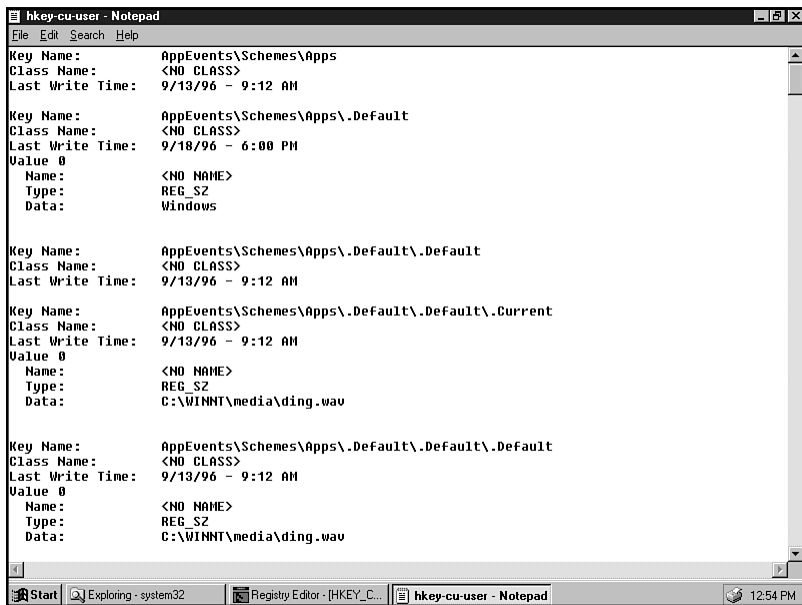 hkey-cu-user - Notepad
File Edit Search Help
Key Name: AppEvents\Schemes\Apps
Class Name: <NO CLASS>
Last Write Time: 9/13/96 - 9:12 AM
Key Name: AppEvents\Schemes\Apps\.Default
Class Name: <NO CLASS>
Last Write Time: 9/18/96 - 6:00 PM
Value 0
Name: <NO NAME>
Type: REG_SZ
Data: Windows
Key Name: AppEvents\Schemes\Apps\.Default\.Default
Class Name: <NO CLASS>
Last Write Time: 9/13/96 - 9:12 AM
Key Name: AppEvents\Schemes\Apps\.Default\.Default\.Current
Class Name: <NO CLASS>
Last Write Time: 9/13/96 - 9:12 AM
Value 0
Name: <NO NAME>
Type: REG_SZ
Data: C:\WINNT\media\ding.wav
Key Name: AppEvents\Schemes\Apps\.Default\.Default\.Default
Class Name: <NO CLASS>
Last Write Time: 9/13/96 - 9:12 AM
Value 0
Name: <NO NAME>
Type: REG_SZ
Data: C:\WINNT\media\ding.wav
Start Exploring - system32 Registry Editor - [HKEY_C... hkey-cu-user - Notepad 12:54 PM